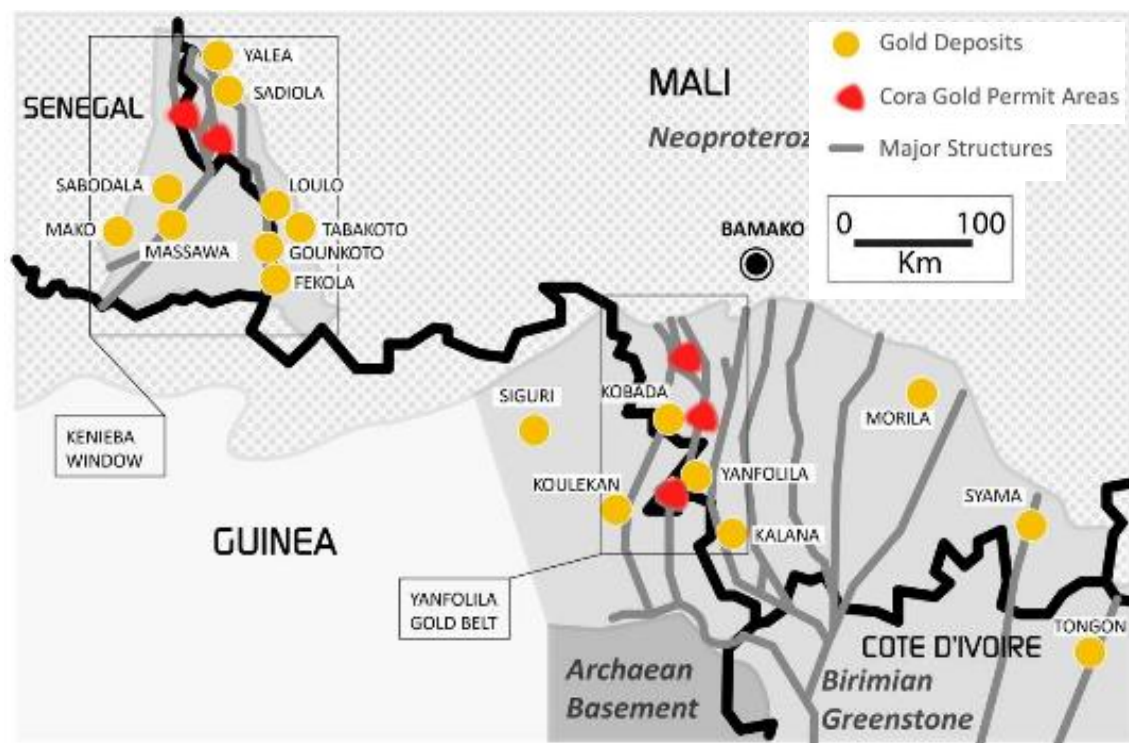 Gold Deposits
Cora Gold Permit Areas
Major Structures
0 100
Km
YALEA
MALI
SENEGAL
SADIOLA
Neoproteroz
SABODALA
LOULO
MAKO
TABAKOTO
BAMAKO
MASSAWA
GOUNKOTO
FEKOLA
SIGURI
KOBADA
MORILA
KENIEBA
WINDOW
KOULEKAN
YANFOLILA
SYAMA
GUINEA
KALANA
YANFOLILA
GOLD BELT
TONGON
COTE D'IVOIRE
Archaean
Basement
Birimian
Greenstone